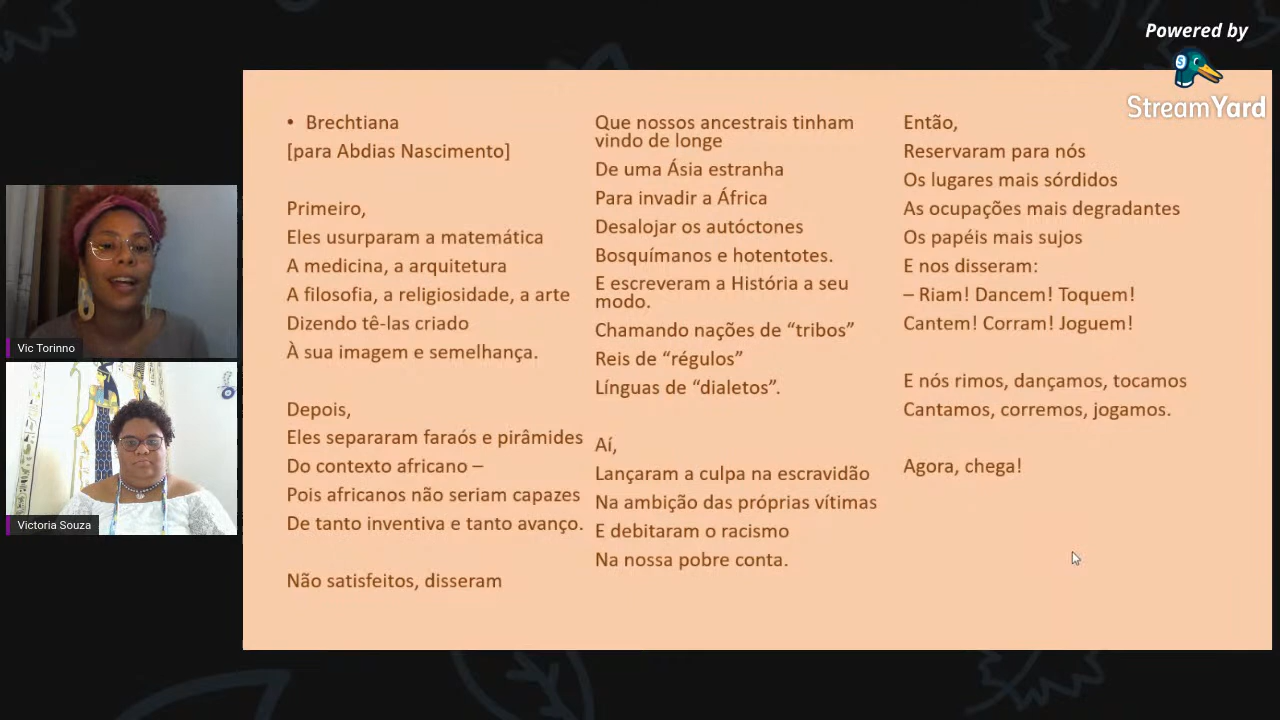 Powered by
StreamYard
• Brechtiana
[para Abdias Nascimento]
Primeiro,
Eles usurparam a matemática
A medicina, a arquitetura
A filosofia, a religiosidade, a arte
Dizendo tê-las criado
À sua imagem e semelhança.
Depois,
Eles separaram faraós e pirâmides
Do contexto africano –
Pois africanos não seriam capazes
De tanto inventiva e tanto avanço.
Não satisfeitos, disseram
Que nossos ancestrais tinham
vindo de longe
De uma Ásia estranha
Para invadir a África
Desalojar os autóctones
Bosquímanos e hotentotes.
E escreveram a História a seu
modo.
Chamando nações de “tribos”
Reis de “régulos”
Línguas de “dialetos”.
Aí,
Lançaram a culpa na escravidão
Na ambição das próprias vítimas
E debitaram o racismo
Na nossa pobre conta.
Então,
Reservaram para nós
Os lugares mais sórdidos
As ocupações mais degradantes
Os papéis mais sujos
E nos disseram:
– Riam! Dancem! Toquem!
Cantem! Corram! Joguem!
E nós rimos, dançamos, tocamos
Cantamos, corremos, jogamos.
Agora, chega!
Vic Torinno
Victoria Souza